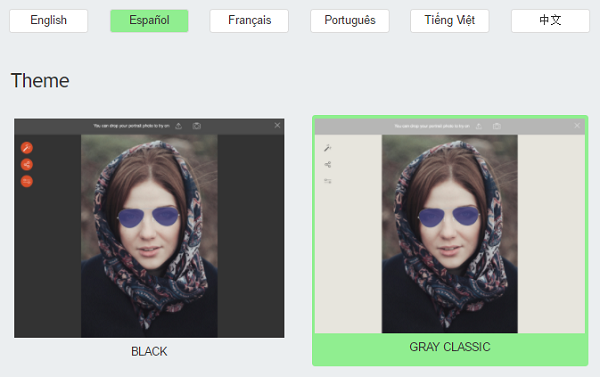 English
Español
Français
Português
Tiếng Việt
中文
Theme
You can drop your portrait photo to try on
You can drop your portrait photo to try on
BLACK
GRAY CLASSIC